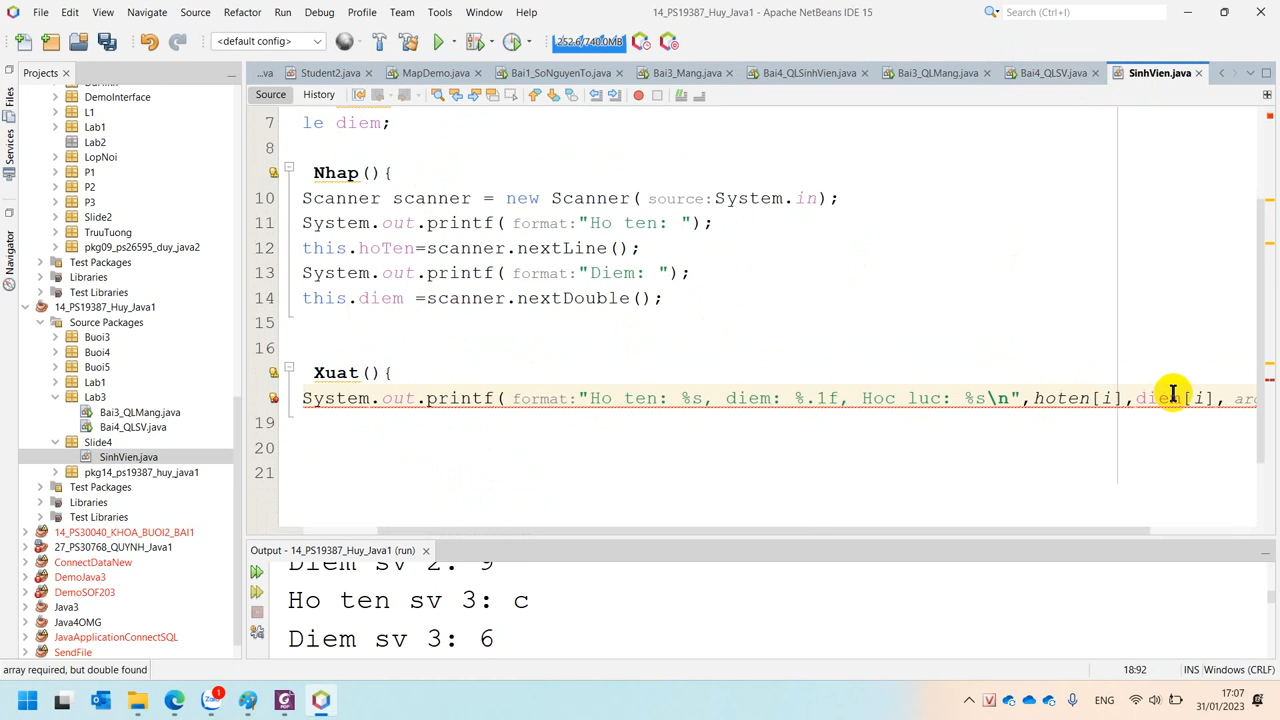 File Edit View Navigate Source Refactor Run Debug Profile Team Tools Window Help
14_PS19387_Huy_Java1 - Apache NetBeans IDE 15
Search (Ctrl+I)
<default config>
252.6/740.0MB
Projects
...va Student2.java MapDemo.java Bai1_SoNguyenTo.java Bai3_Mang.java Bai4_QLSinhVien.java Bai3_QLMang.java Bai4_QLSV.java SinhVien.java
Source History
Files
Services
Navigator
DemoInterface
L1
Lab1
Lab2
LopNoi
P1
P2
P3
Slide2
TruuTuong
pkg09_ps26595_duy_java2
Test Packages
Libraries
Test Libraries
14_PS19387_Huy_Java1
Source Packages
Buoi3
Buoi4
Buoi5
Lab1
Lab3
Bai3_QLMang.java
Bai4_QLSV.java
Slide4
SinhVien.java
pkg14_ps19387_huy_java1
Test Packages
Libraries
Test Libraries
14_PS30040_KHOA_BUOI2_BAI1
27_PS30768_QUYNH_Java1
ConnectDataNew
DemoJava3
DemoSOF203
Java3
Java4OMG
JavaApplicationConnectSQL
SendFile
7 le diem;
8
Nhap(){
10 Scanner scanner = new Scanner(source:System.in);
11 System.out.printf(format:"Ho ten: ");
12 this.hoTen=scanner.nextLine();
13 System.out.printf(format:"Diem: ");
14 this.diem =scanner.nextDouble();
15
16
Xuat(){
System.out.printf(format:"Ho ten: %s, diem: %.1f, Hoc luc: %s\n",hoten[i],diem[i],
19
20
21
Output - 14_PS19387_Huy_Java1 (run)
Diem sv 2: 9
Ho ten sv 3: c
Diem sv 3: 6
array required, but double found
18:92
INS
Windows (CRLF)
1
ENG
17:07
31/01/2023